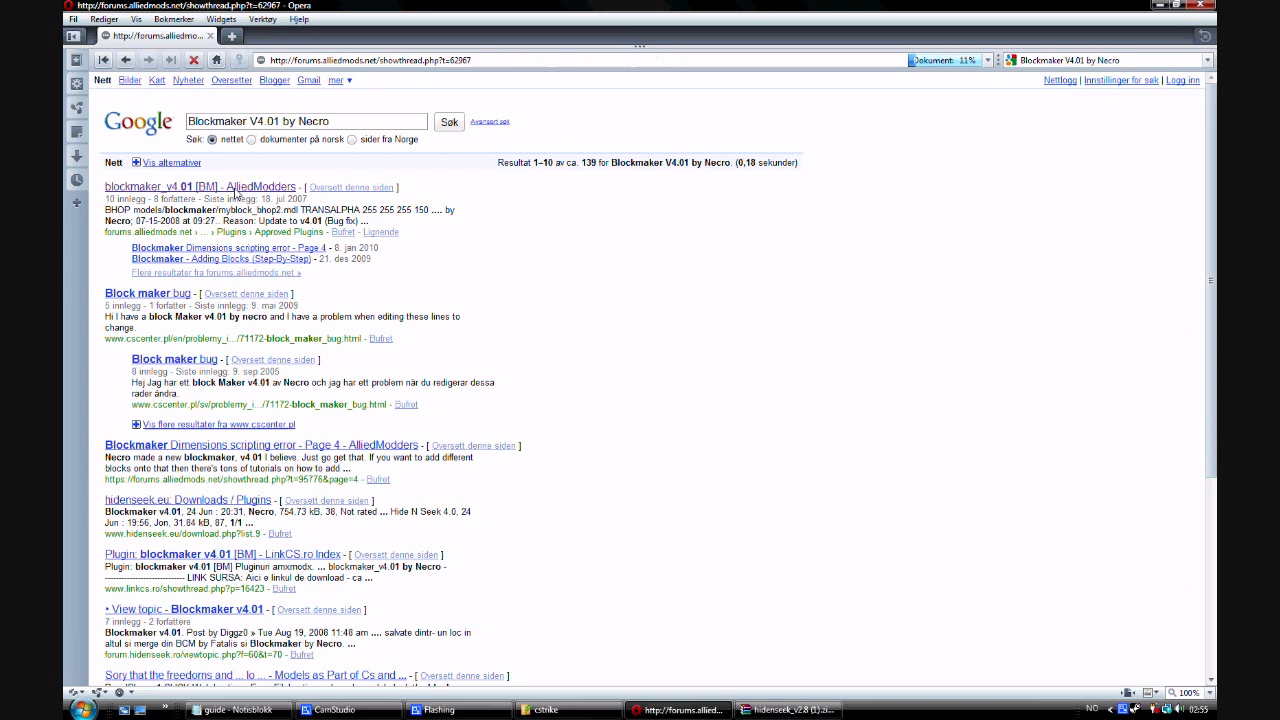 http://forums.alliedmods.net/showthread.php?t=62967 - Opera
Fil Rediger Vis Bokmerker Widgets Verktøy Hjelp
http://forums.alliedmo...
http://forums.alliedmods.net/showthread.php?t=62967 Dokument: 11% Blockmaker V4.01 by Necro
Nett Bilder Kart Nyheter Oversetter Blogger Gmail mer ▼ Nettlogg | Innstillinger for søk | Logg inn
Google Blockmaker V4.01 by Necro Søk Avansert søk
Søk: nettet dokumenter på norsk sider fra Norge
Nett Vis alternativer Resultat 1–10 av ca. 139 for Blockmaker V4.01 by Necro. (0,18 sekunder)
blockmaker_v4.01 [BM] - AlliedModders - [ Oversett denne siden ]
10 innlegg - 8 forfattere - Siste innlegg: 18. jul 2007
BHOP models/blockmaker/myblock_bhop2.mdl TRANSALPHA 255 255 255 150 .... by
Necro; 07-15-2008 at 09:27.. Reason: Update to v4.01 (Bug fix) ...
forums.alliedmods.net › ... › Plugins › Approved Plugins - Bufret - Lignende
Blockmaker Dimensions scripting error - Page 4 - 8. jan 2010
Blockmaker - Adding Blocks (Step-By-Step) - 21. des 2009
Flere resultater fra forums.alliedmods.net »
Block maker bug - [ Oversett denne siden ]
5 innlegg - 1 forfatter - Siste innlegg: 9. mai 2009
Hi I have a block Maker v4.01 by necro and I have a problem when editing these lines to
change.
www.cscenter.pl/en/problemy_i.../71172-block_maker_bug.html - Bufret
Block maker bug - [ Oversett denne siden ]
8 innlegg - Siste innlegg: 9. sep 2005
Hej Jag har ett block Maker v4.01 av Necro och jag har ett problem när du redigerar dessa
rader ändra.
www.cscenter.pl/sv/problemy_i.../71172-block_maker_bug.html - Bufret
Vis flere resultater fra www.cscenter.pl
Blockmaker Dimensions scripting error - Page 4 - AlliedModders - [ Oversett denne siden ]
Necro made a new blockmaker, v4.01 I believe. Just go get that. If you want to add different
blocks onto that then there's tons of tutorials on how to add ...
https://forums.alliedmods.net/showthread.php?t=95776&page=4 - Bufret
hidenseek.eu: Downloads / Plugins - [ Oversett denne siden ]
Blockmaker v4.01, 24 Jun : 20:31, Necro, 754.73 kB, 38, Not rated ... Hide N Seek 4.0, 24
Jun : 19:56, Jon, 31.84 kB, 87, 1/1 ...
www.hidenseek.eu/download.php?list.9 - Bufret
Plugin: blockmaker v4.01 [BM] - LinkCS.ro Index - [ Oversett denne siden ]
Plugin: blockmaker v4.01 [BM] Pluginuri amxmodx. ... blockmaker_v4.01 by Necro -
---------------------------- LINK SURSA: Aici e linkul de download - ca ...
www.linkcs.ro/showthread.php?p=16423 - Bufret
• View topic - Blockmaker v4.01 - [ Oversett denne siden ]
7 innlegg - 2 forfattere
Blockmaker v4.01. Post by Diggz0 » Tue Aug 19, 2008 11:48 am .... salvate dintr- un loc in
altul si merge din BCM by Fatalis si Blockmaker by Necro. ...
forum.hidenseek.ro/viewtopic.php?f=60&t=70 - Bufret
Sory that the freedoms and ... lo ... - Models as Part of Cs and ... - [ Oversett denne siden ]
100%
guide - Notisblokk CamStudio Flashing cstrike http://forums.allied... hidenseek_v2.8 (1).zi... NO 02:55